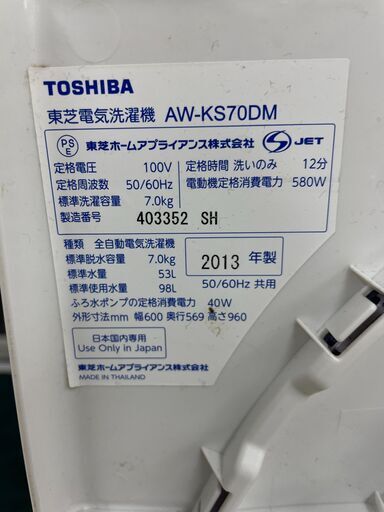 TOSHIBA
東芝電気洗濯機 AW-KS70DM
PS E 東芝ホームアプライアンス株式会社 S JET
定格電圧 100V 定格時間 洗いのみ 12分
定格周波数 50/60Hz 電動機定格消費電力 580W
標準洗濯容量 7.0kg
製造番号 403352 SH
種類 全自動電気洗濯機
標準脱水容量 7.0kg 2013 年製
標準水量 53L
標準使用水量 98L 50/60Hz 共用
ふろ水ポンプの定格消費電力 40W
外形寸法mm 幅600 奥行569 高さ960
日本国内専用
Use Only in Japan
東芝ホームアプライアンス株式会社
MADE IN THAILAND